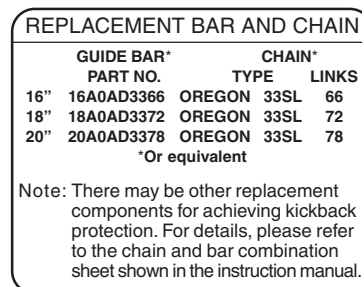 REPLACEMENT BAR AND CHAIN
GUIDE BAR* CHAIN*
PART NO. TYPE LINKS
16” 16A0AD3366 OREGON 33SL 66
18” 18A0AD3372 OREGON 33SL 72
20” 20A0AD3378 OREGON 33SL 78
*Or equivalent
Note: There may be other replacement
components for achieving kickback
protection. For details, please refer
to the chain and bar combination
sheet shown in the instruction manual.